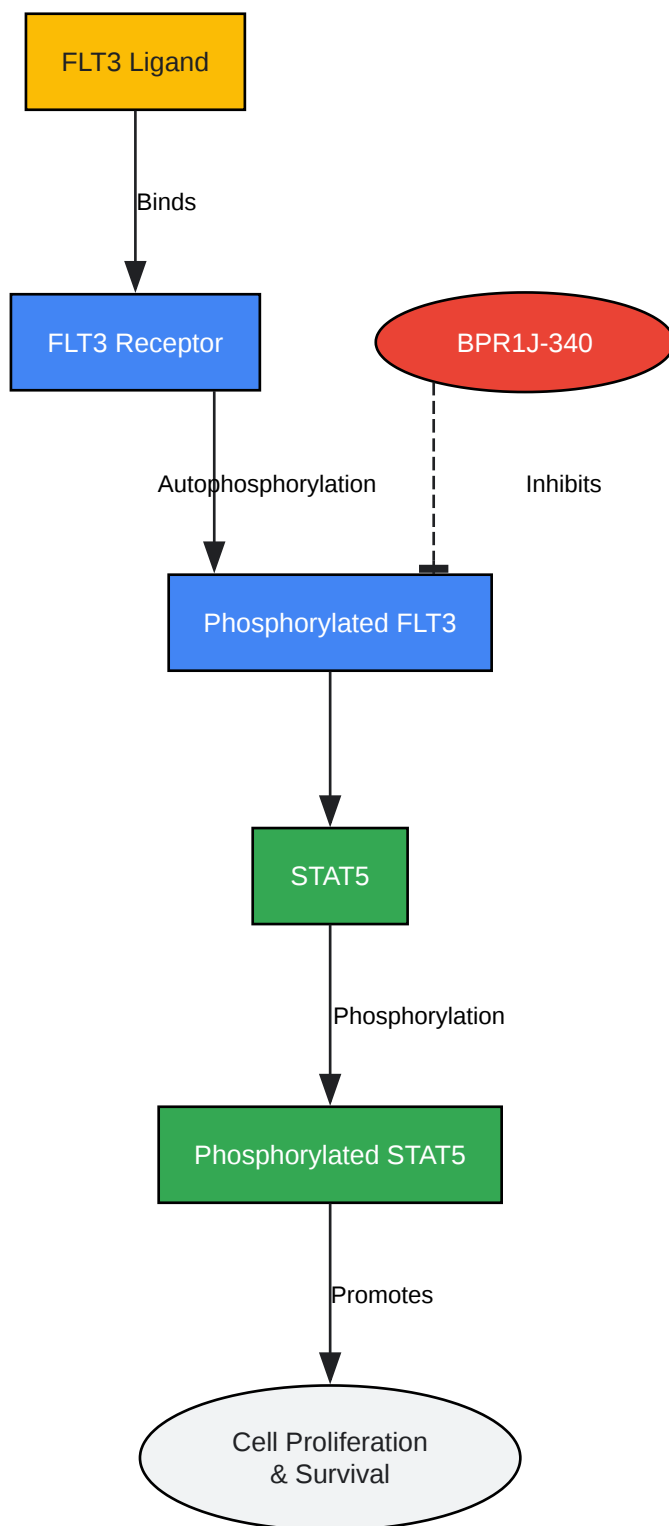 FLT3 Ligand
Binds
FLT3 Receptor
BPR1J-340
Autophosphorylation
Inhibits
Phosphorylated FLT3
STAT5
Phosphorylation
Phosphorylated STAT5
Promotes
Cell Proliferation
& Survival